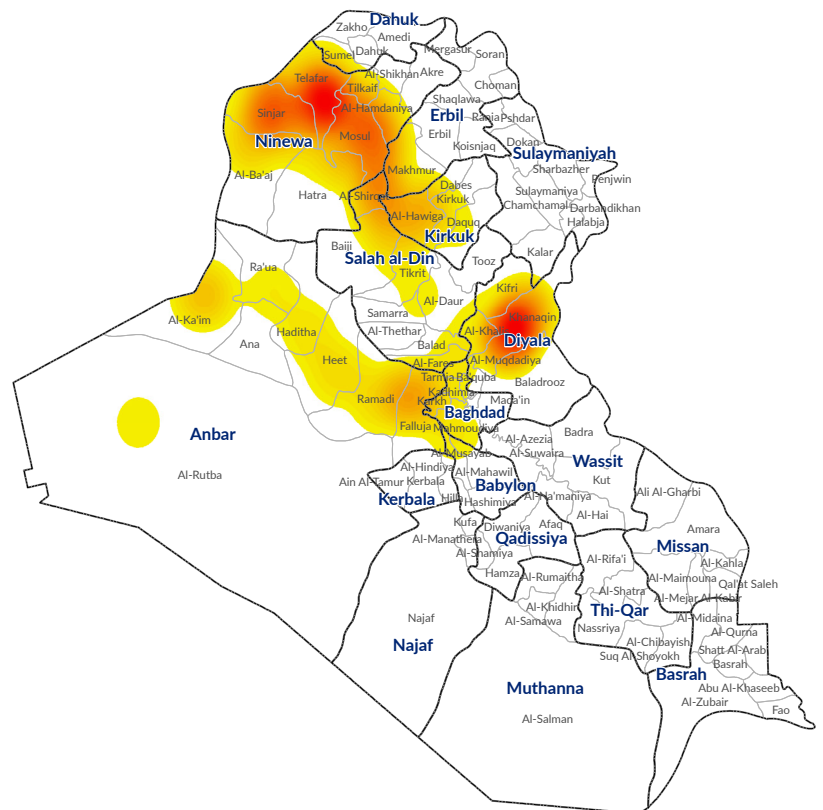 Dahuk
Zakho
Amedi
Dahuk
Sumel
Mergasur
Soran
Al-Shikhan
Akre
Telafar
Tilkaif
Choman
Shaqlawa
Sinjar
Al-Hamdaniya
Erbil
Rania
Pshdar
Mosul
Erbil
Ninewa
Koisnjaq
Dokan
Sulaymaniyah
Al-Ba'aj
Makhmur
Sharbazher
Penjwin
Hatra
Al-Shirqat
Dabes
Kirkuk
Sulaymaniya
Chamchamal
Darbandikhan
Al-Hawiga
Daquq
Halabja
Kirkuk
Baiji
Salah al-Din
Kalar
Ra'ua
Tikrit
Tooz
Kifri
Al-Daur
Al-Ka'im
Samarra
Khanaqin
Haditha
Al-Thethar
Al-Khalis
Ana
Balad
Diyala
Heet
Al-Fares
Al-Muqdadiya
Tarmia
Ba'quba
Baladrooz
Kadhimia
Ramadi
Karkh
Mada'in
Baghdad
Falluja
Mahmoudiya
Anbar
Al-Azezia
Badra
Al-Musayab
Al-Suwaira
Al-Rutba
Al-Hindiya
Al-Mahawil
Wassit
Ain Al-Tamur
Kerbala
Babylon
Kut
Kerbala
Hilla
Hashimiya
Al-Na'maniya
Ali Al-Gharbi
Al-Hai
Kufa
Diwaniya
Afaq
Amara
Al-Manathera
Qadissiya
Missan
Al-Shamiya
Al-Rifa'i
Al-Kahla
Hamza
Al-Rumaitha
Al-Maimouna
Qal'at Saleh
Al-Shatra
Al-Mejar Al-Kabir
Al-Khidhir
Thi-Qar
Najaf
Al-Samawa
Al-Midaina
Nassriya
Al-Qurna
Najaf
Al-Chibayish
Shatt Al-Arab
Suq Al-Shoyokh
Basrah
Basrah
Muthanna
Abu Al-Khaseeb
Al-Zubair
Fao
Al-Salman